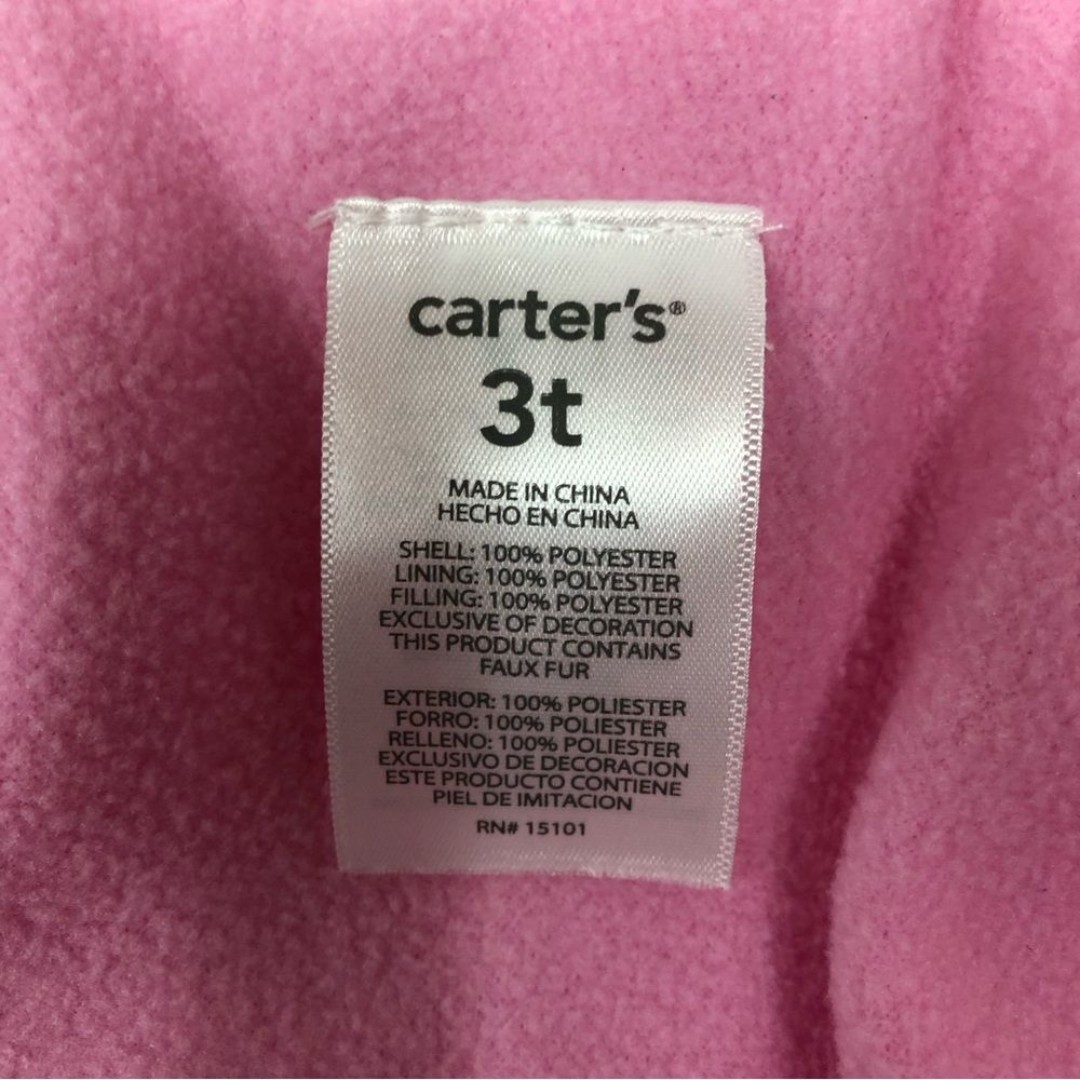 carter's®
3t
MADE IN CHINA
HECHO EN CHINA
SHELL: 100% POLYESTER
LINING: 100% POLYESTER
FILLING: 100% POLYESTER
EXCLUSIVE OF DECORATION
THIS PRODUCT CONTAINS
FAUX FUR
EXTERIOR: 100% POLIESTER
FORRO: 100% POLIESTER
RELLENO: 100% POLIESTER
EXCLUSIVO DE DECORACION
ESTE PRODUCTO CONTIENE
PIEL DE IMITACION
RN# 15101